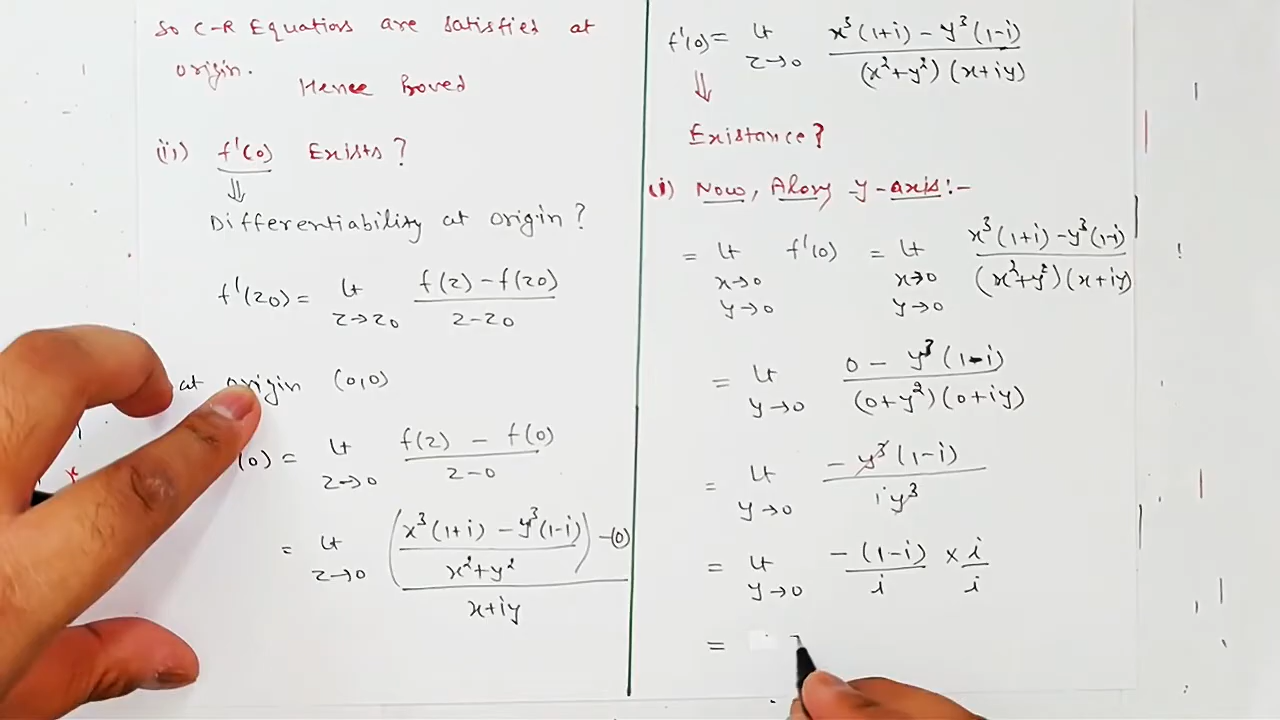 So C-R Equations are satisfied at
origin.
Hence Proved
(ii) f'(0) Exists?
⇓
Differentiability at origin?
f'(z0) = Lt z→z0 f(z) - f(z0) / z - z0
at origin (0,0)
(0) = Lt z→0 f(z) - f(0) / z - 0
= Lt z→0 (x³(1+i) - y³(1-i) / x²+y²) - (0) / x+iy
f'(0) = Lt z→0 x³(1+i) - y³(1-i) / (x²+y²)(x+iy)
⇓
Existance?
(i) Now, Along y-axis:-
= Lt x→0 y→0 f'(0) = Lt x→0 y→0 x³(1+i) - y³(1-i) / (x²+y²)(x+iy)
= Lt y→0 0 - y³(1-i) / (0+y²)(0+iy)
= Lt y→0 -y³(1-i) / iy³
= Lt y→0 -(1-i) / i × i / i
=